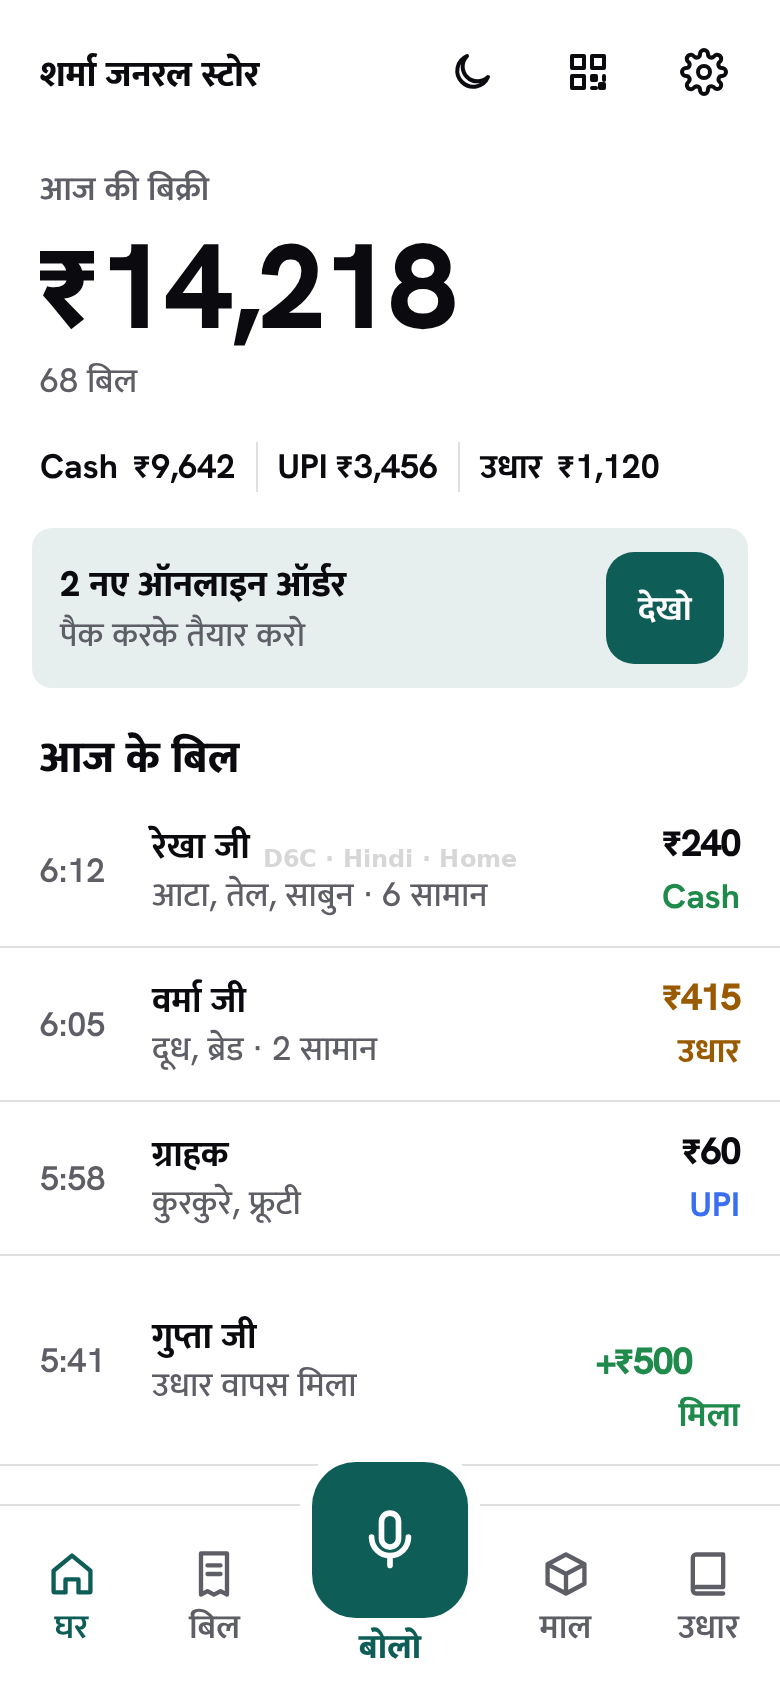 शर्मा जनरल स्टोर
आज की बिक्री
₹14,218
68 बिल
Cash ₹9,642 UPI ₹3,456 उधार ₹1,120
2 नए ऑनलाइन ऑर्डर
पैक करके तैयार करो
देखो
आज के बिल
6:12 रेखा जी ₹240
D6C · Hindi · Home
आटा, तेल, साबुन · 6 सामान Cash
6:05 वर्मा जी ₹415
दूध, ब्रेड · 2 सामान उधार
5:58 ग्राहक ₹60
कुरकुरे, फ्रूटी UPI
5:41 गुप्ता जी +₹500
उधार वापस मिला मिला
घर बिल बोलो माल उधार